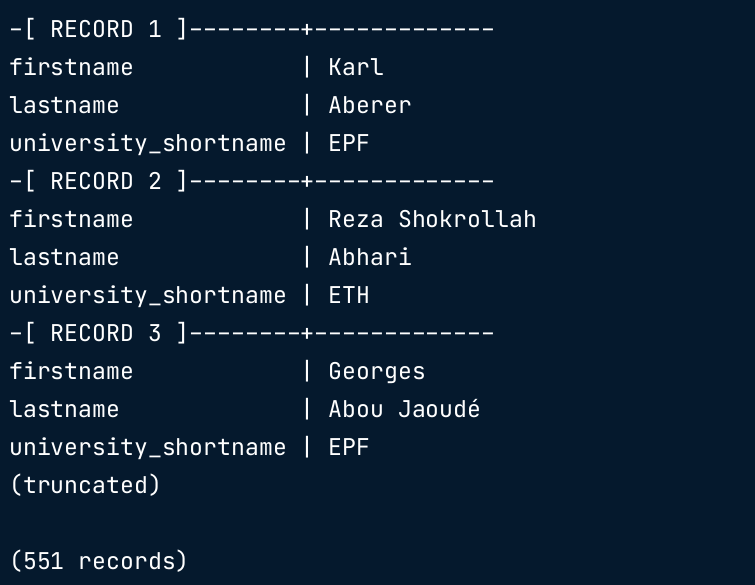 -[ RECORD 1 ]--------+-------------
firstname            | Karl
lastname             | Aberer
university_shortname | EPF
-[ RECORD 2 ]--------+-------------
firstname            | Reza Shokrollah
lastname             | Abhari
university_shortname | ETH
-[ RECORD 3 ]--------+-------------
firstname            | Georges
lastname             | Abou Jaoudé
university_shortname | EPF
(truncated)

(551 records)